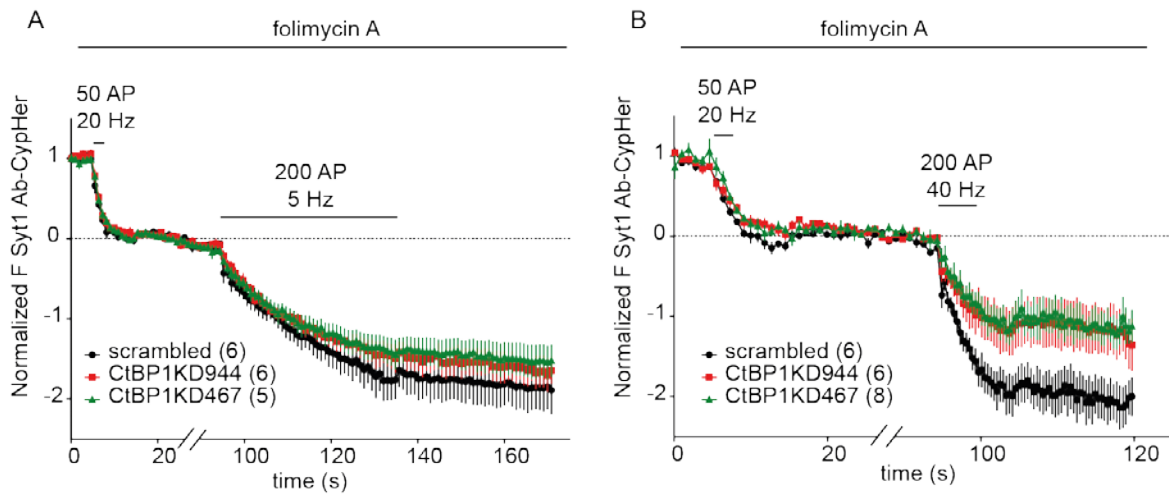 A
folimycin A
50 AP
20 Hz
200 AP
5 Hz
Normalized F Syt1 Ab-CypHer
1
0
-1
-2
scrambled (6)
CtBP1KD944 (6)
CtBP1KD467 (5)
0
20
100
120
140
160
time (s)
B
folimycin A
50 AP
20 Hz
200 AP
40 Hz
Normalized F Syt1 Ab-CypHer
1
0
-1
-2
scrambled (6)
CtBP1KD944 (6)
CtBP1KD467 (8)
0
20
100
120
time (s)